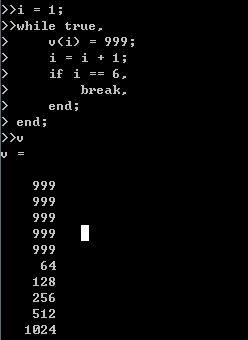 >>i = 1;
>>while true,
>     v(i) = 999;
>     i = i + 1;
>     if i == 6,
>         break,
>     end;
> end;
>>v
v =
999
999
999
999
999
64
128
256
512
1024